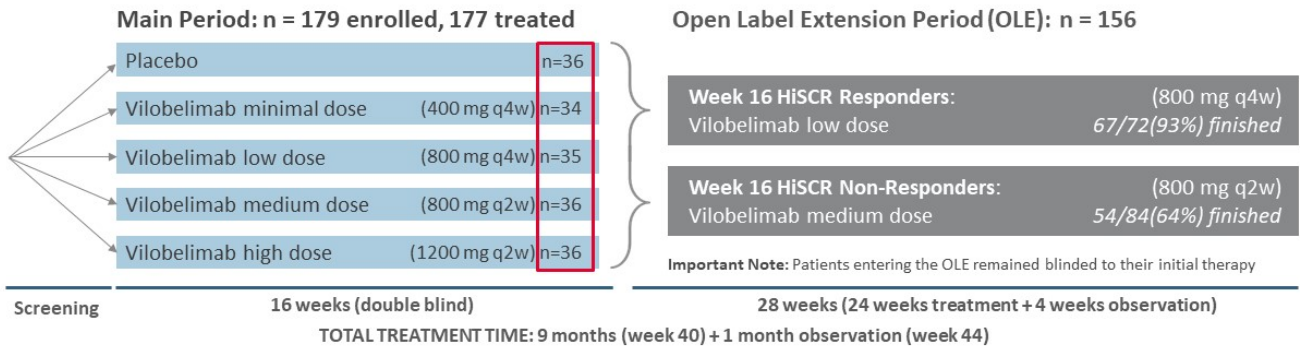 Main Period: n = 179 enrolled, 177 treated
Placebo n=36
Vilobelimab minimal dose (400 mg q4w) n=34
Vilobelimab low dose (800 mg q4w) n=35
Vilobelimab medium dose (800 mg q2w) n=36
Vilobelimab high dose (1200 mg q2w) n=36
Open Label Extension Period (OLE): n = 156
Week 16 HiSCR Responders: (800 mg q4w)
Vilobelimab low dose 67/72(93%) finished
Week 16 HiSCR Non-Responders: (800 mg q2w)
Vilobelimab medium dose 54/84(64%) finished
Important Note: Patients entering the OLE remained blinded to their initial therapy
Screening
16 weeks (double blind)
28 weeks (24 weeks treatment + 4 weeks observation)
TOTAL TREATMENT TIME: 9 months (week 40) + 1 month observation (week 44)